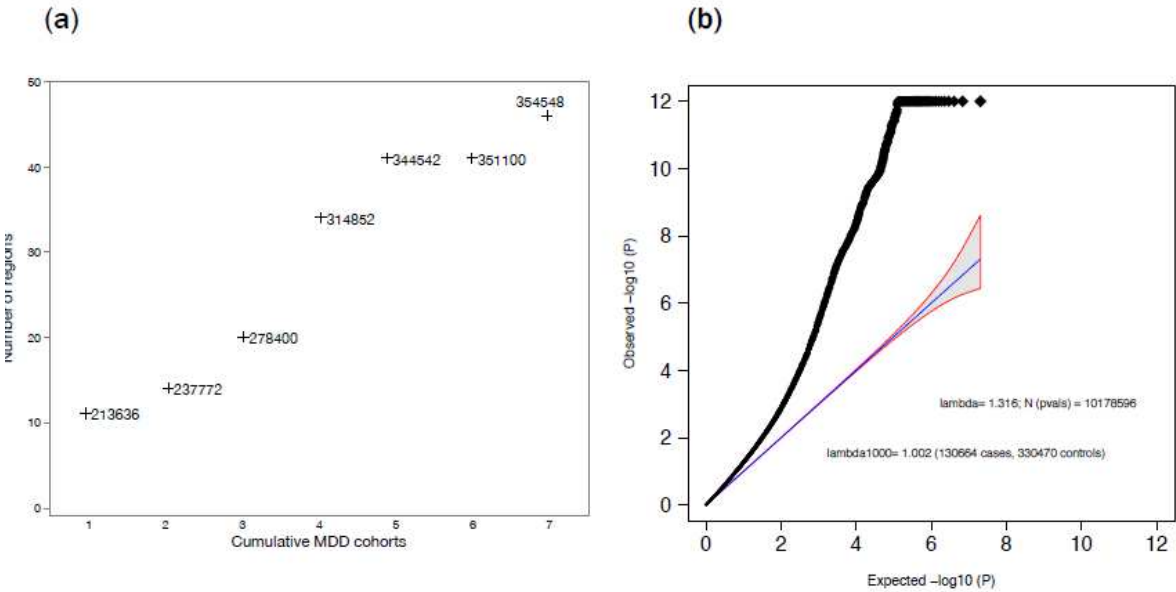 (a)
50
40
30
20
10
0
354548
344542
351100
314852
278400
237772
213636
1 2 3 4 5 6 7
Number of regions
Cumulative MDD cohorts
(b)
12
10
8
6
4
2
0
Observed −log10 (P)
lambda= 1.316; N (pvals) = 10178596
lambda1000= 1.002 (130664 cases, 330470 controls)
0 2 4 6 8 10 12
Expected −log10 (P)